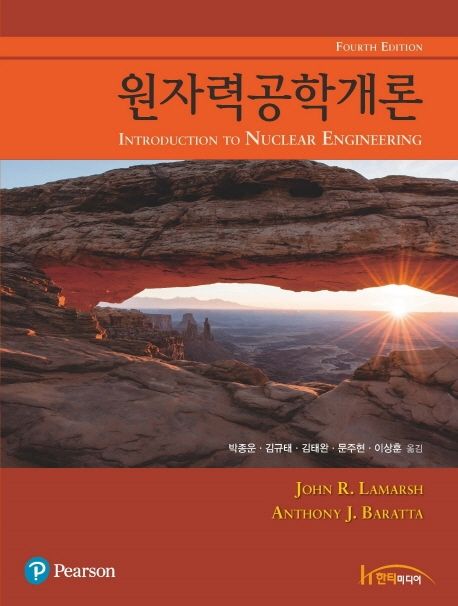 FOURTH EDITION
원자력공학개론
INTRODUCTION TO NUCLEAR ENGINEERING
박종운 · 김규태 · 김태완 · 문주현 · 이상훈 옮김
JOHN R. LAMARSH
ANTHONY J. BARATTA
Pearson
한티미디어